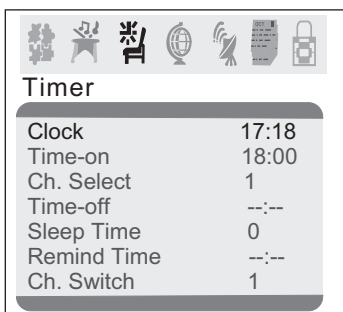 Timer
Clock 17:18
Time-on 18:00
Ch. Select 1
Time-off --:--
Sleep Time 0
Remind Time --:--
Ch. Switch 1